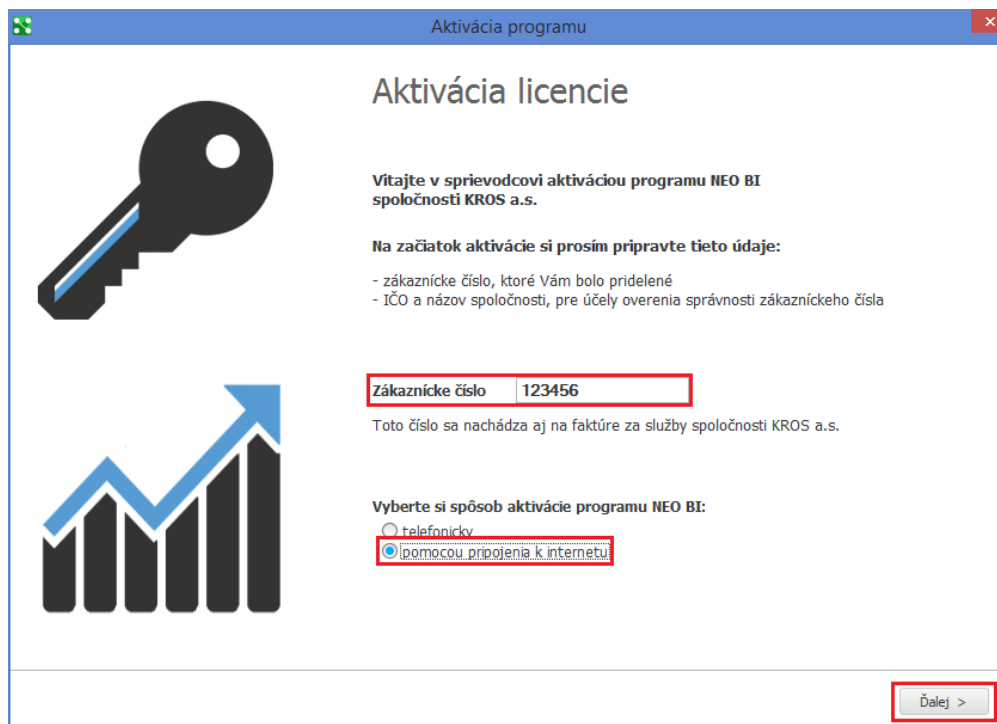 Aktivácia programu
Aktivácia licencie
Vitajte v sprievodcovi aktiváciou programu NEO BI
spoločnosti KROS a.s.
Na začiatok aktivácie si prosím pripravte tieto údaje:
- zákaznícke číslo, ktoré Vám bolo pridelené
- IČO a názov spoločnosti, pre účely overenia správnosti zákazníckeho čísla
Zákaznícke číslo 123456
Toto číslo sa nachádza aj na faktúre za služby spoločnosti KROS a.s.
Vyberte si spôsob aktivácie programu NEO BI:
telefonicky
pomocou pripojenia k internetu
Ďalej >